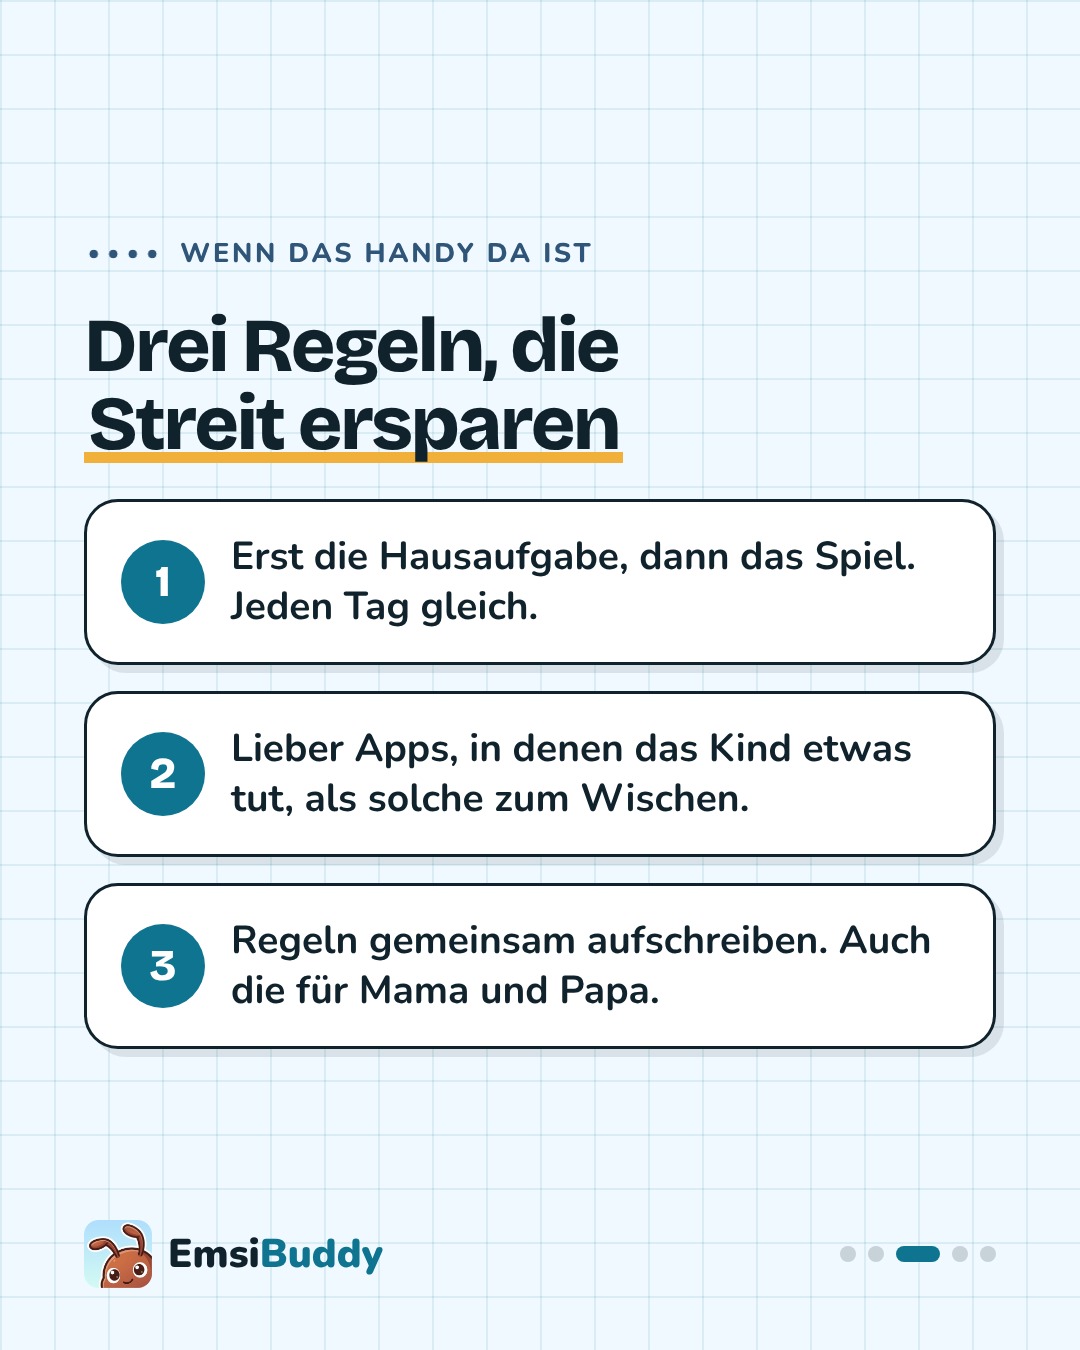 WENN DAS HANDY DA IST
Drei Regeln, die
Streit ersparen
1
Erst die Hausaufgabe, dann das Spiel.
Jeden Tag gleich.
2
Lieber Apps, in denen das Kind etwas
tut, als solche zum Wischen.
3
Regeln gemeinsam aufschreiben. Auch
die für Mama und Papa.
EmsiBuddy